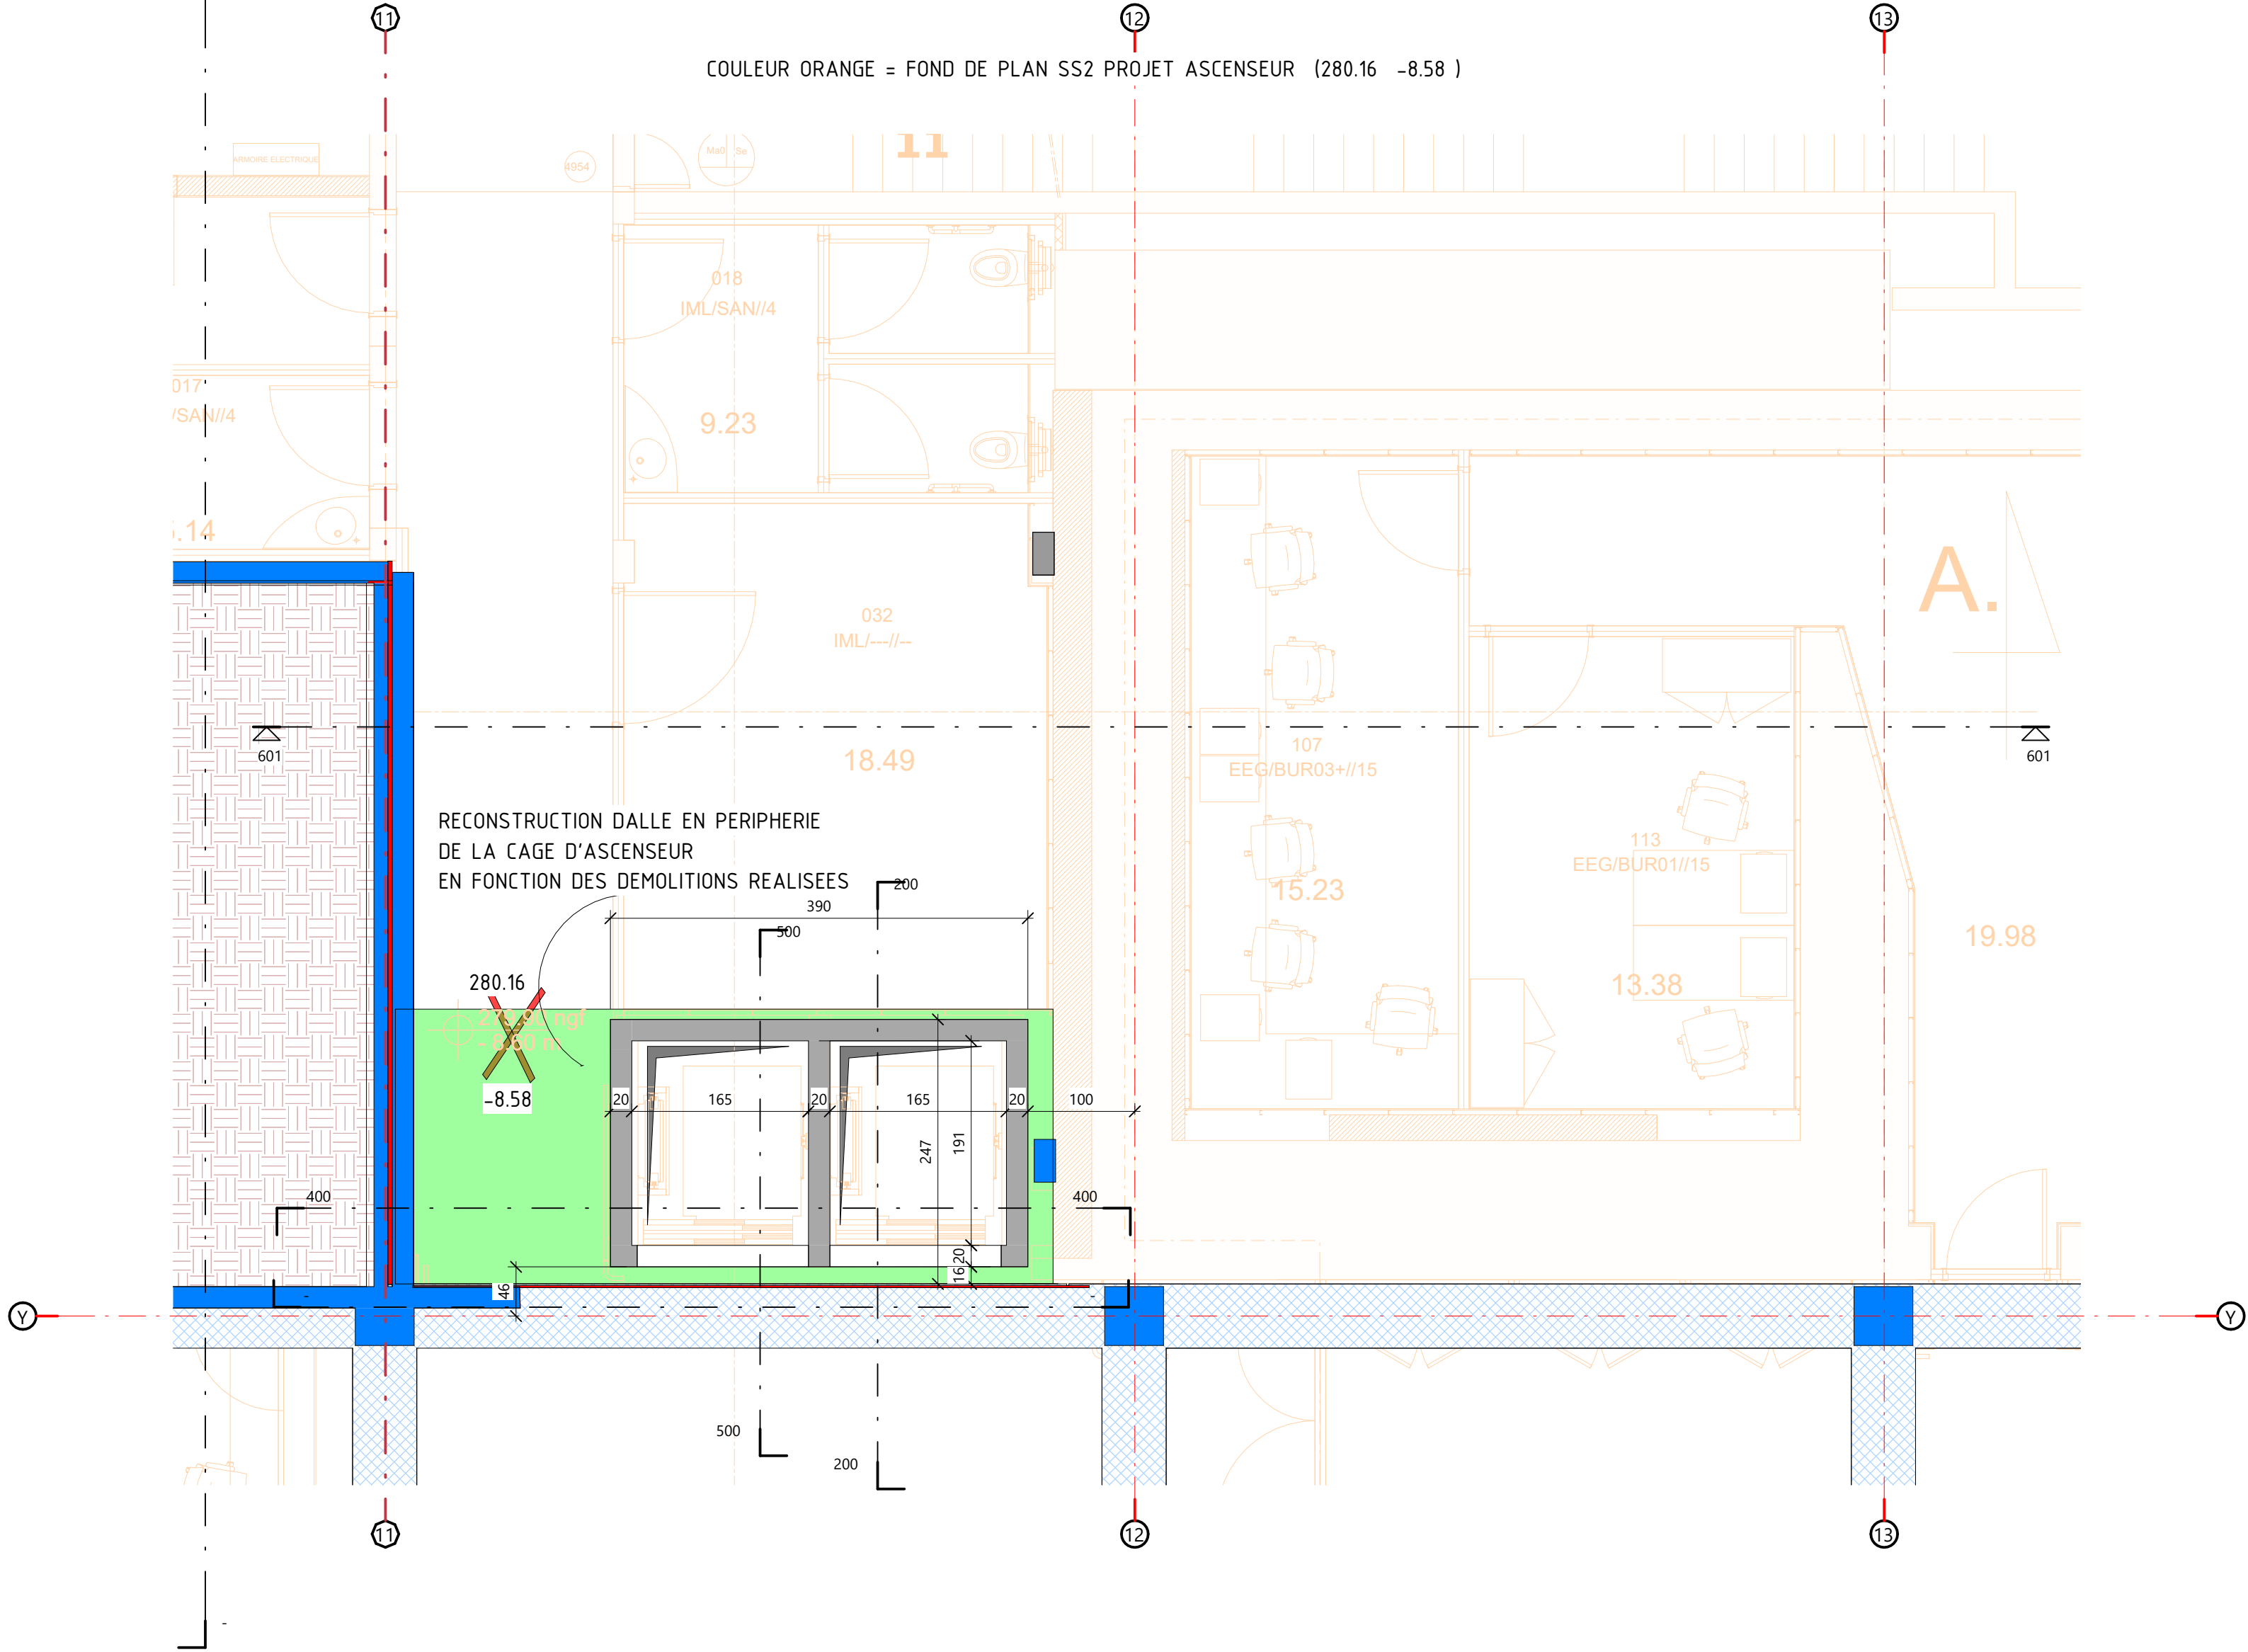 11
12
13
COULEUR ORANGE = FOND DE PLAN SS2 PROJET ASCENSEUR (280.16 -8.58 )
11
ARMOIRE ELECTRIQUE
4954
Ma0
Se
018
IML/SAN//4
9.23
017
/SAN//4
.14
032
IML/---//--
18.49
A.
601
601
107
EEG/BUR03+//15
15.23
113
EEG/BUR01//15
13.38
19.98
RECONSTRUCTION DALLE EN PERIPHERIE
DE LA CAGE D'ASCENSEUR
EN FONCTION DES DEMOLITIONS REALISEES
200
390
500
280.16
-8.58
20
165
20
165
20
100
247
191
400
400
20
16
46
-
-
Y
Y
500
200
11
12
13
-